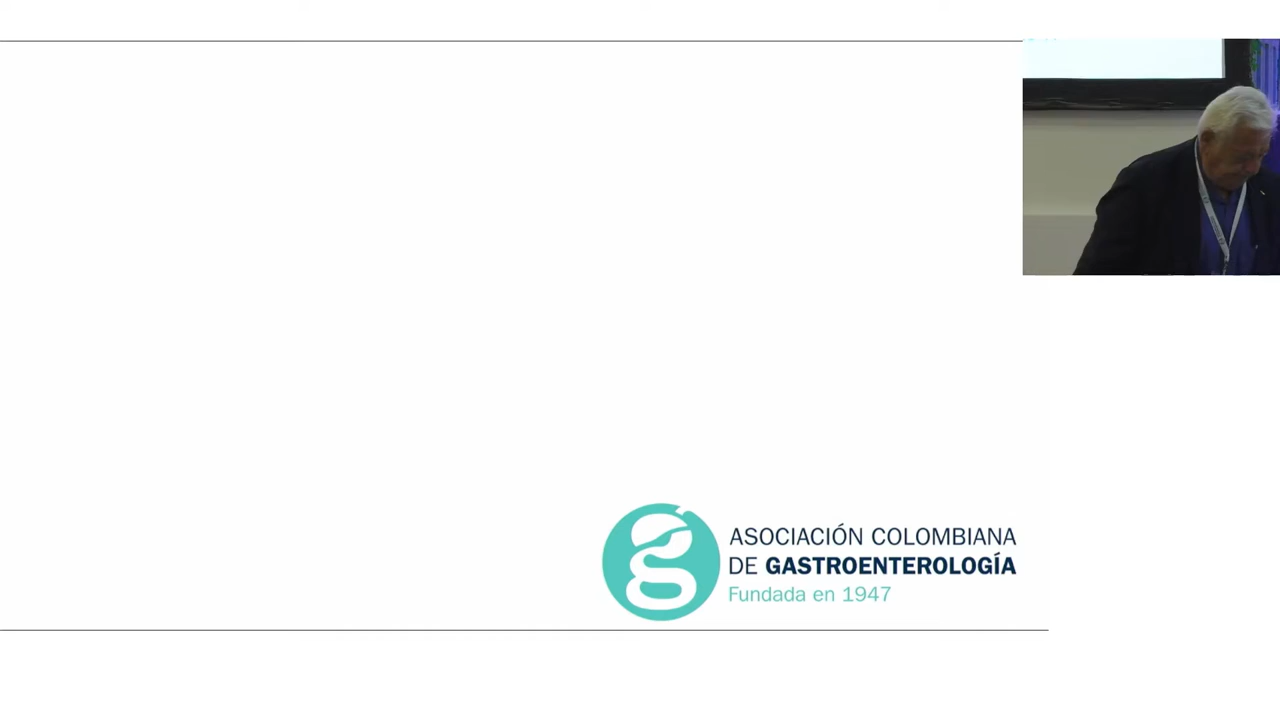 ASOCIACIÓN COLOMBIANA
DE GASTROENTEROLOGÍA
Fundada en 1947